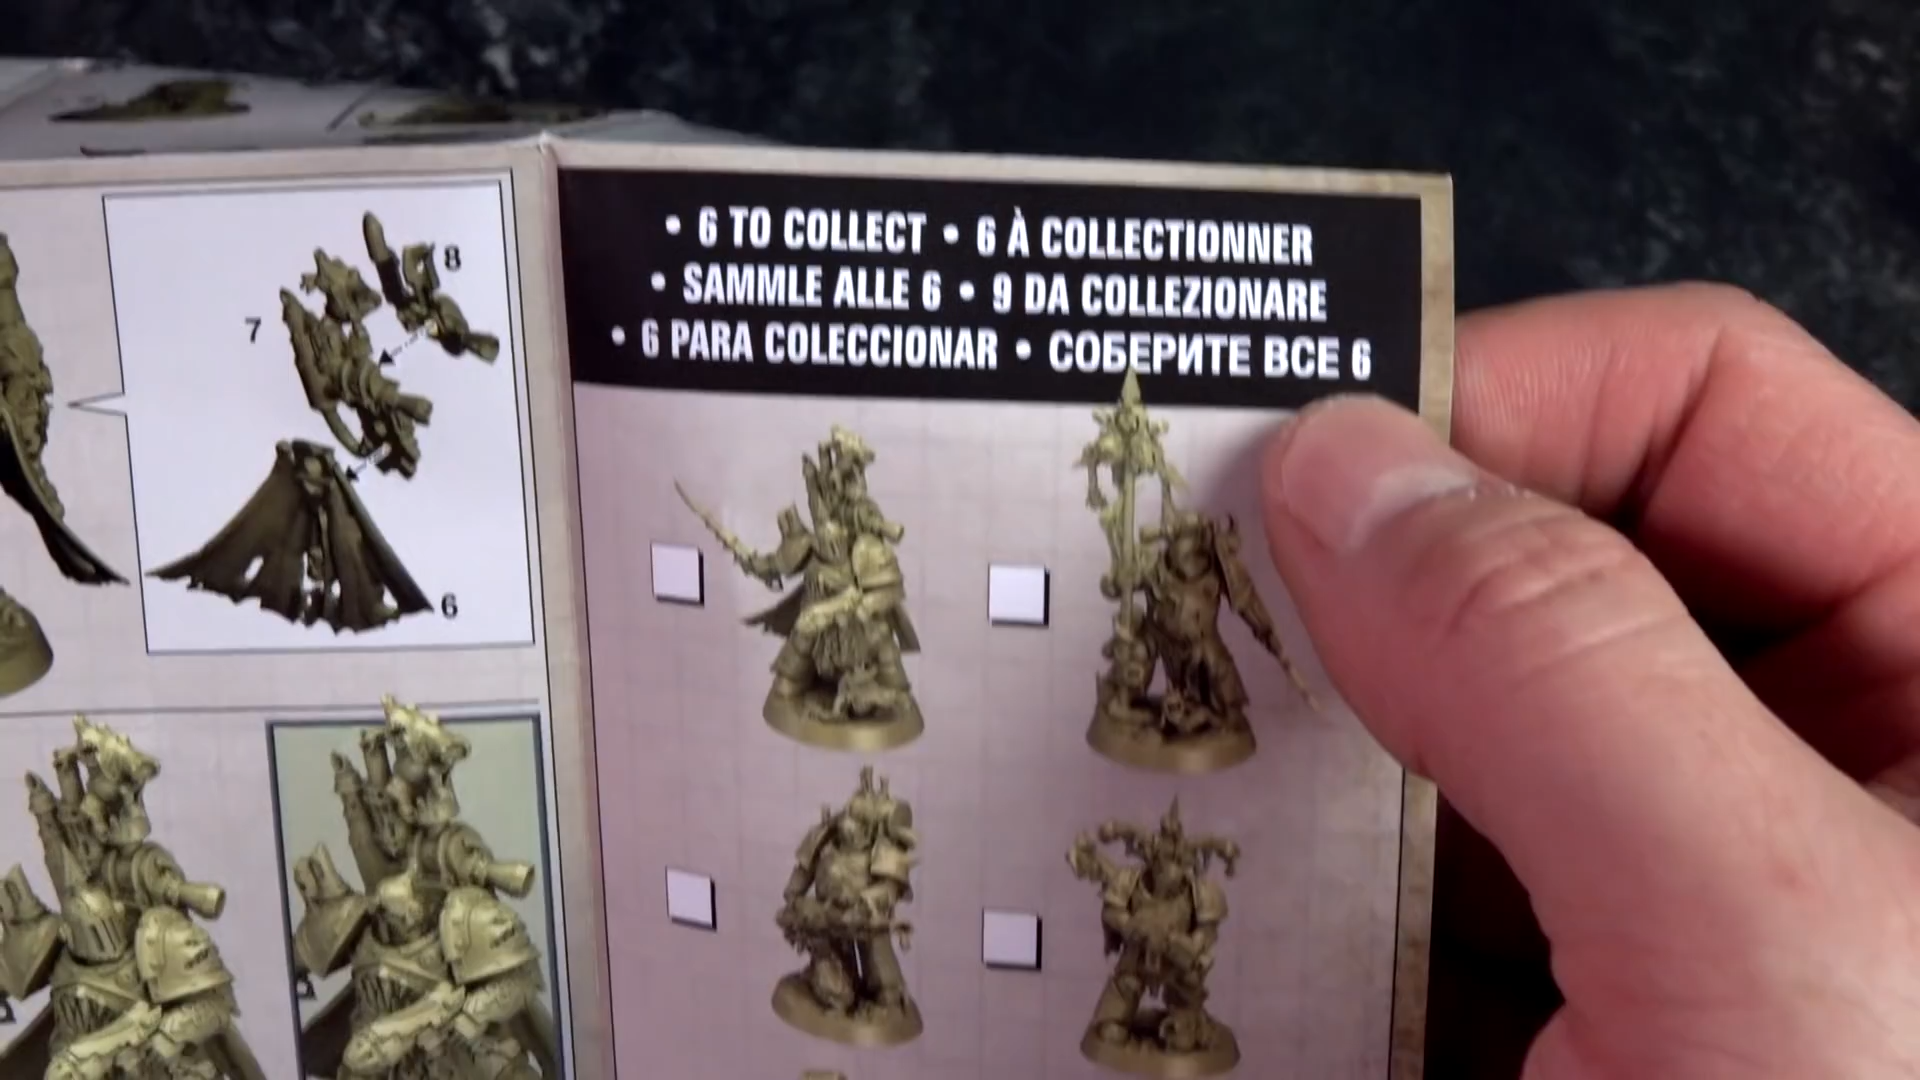 • 6 TO COLLECT • 6 À COLLECTIONNER
• SAMMLE ALLE 6 • 9 DA COLLEZIONARE
• 6 PARA COLECCIONAR • СОБЕРИТЕ ВСЕ 6
8
7
6